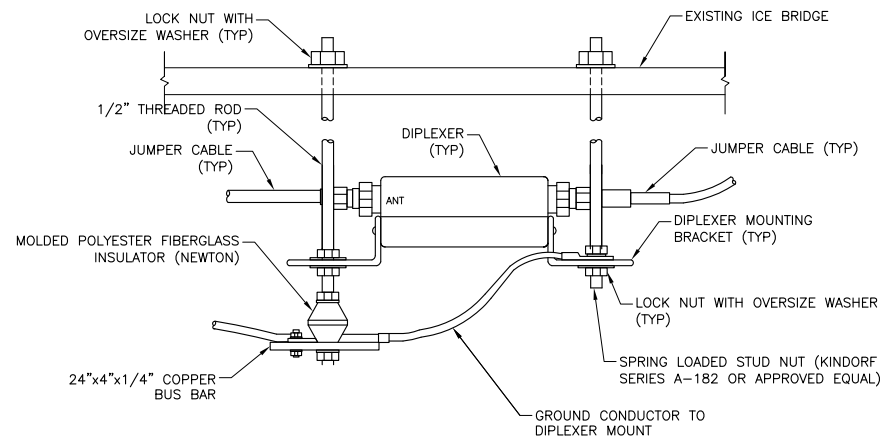 LOCK NUT WITH
OVERSIZE WASHER (TYP)
EXISTING ICE BRIDGE
1/2" THREADED ROD
(TYP)
JUMPER CABLE
(TYP)
DIPLEXER
(TYP)
JUMPER CABLE (TYP)
ANT
DIPLEXER MOUNTING
BRACKET (TYP)
MOLDED POLYESTER FIBERGLASS
INSULATOR (NEWTON)
LOCK NUT WITH OVERSIZE WASHER
(TYP)
SPRING LOADED STUD NUT (KINDORF
SERIES A-182 OR APPROVED EQUAL)
24"x4"x1/4" COPPER
BUS BAR
GROUND CONDUCTOR TO
DIPLEXER MOUNT